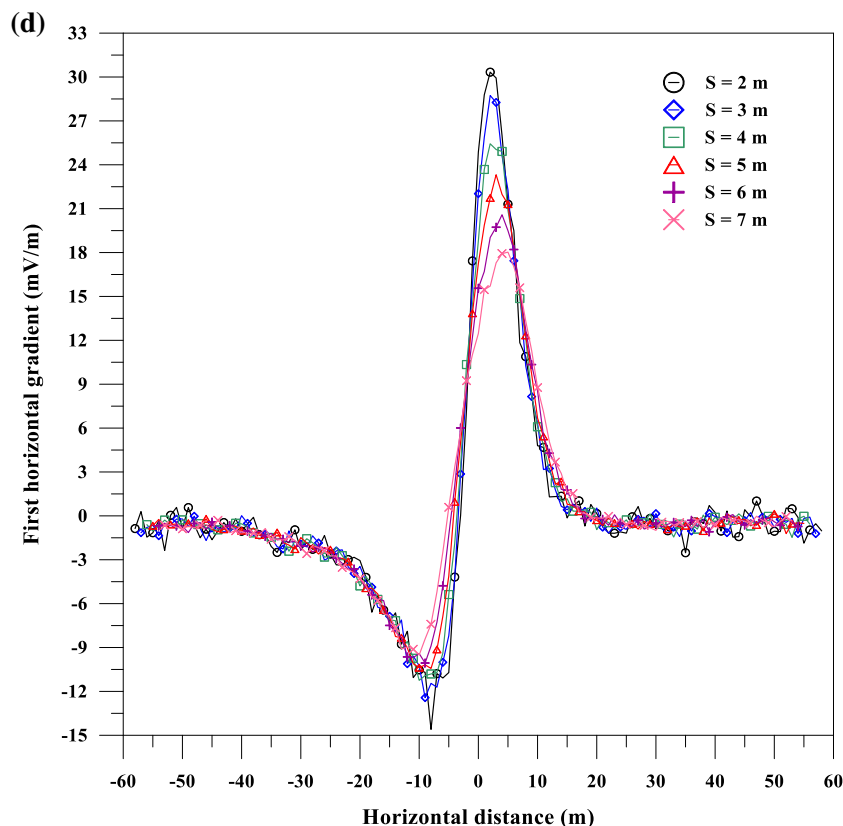 (d)
First horizontal gradient (mV/m)
33
30
27
24
21
18
15
12
9
6
3
0
-3
-6
-9
-12
-15
S = 2 m
S = 3 m
S = 4 m
S = 5 m
S = 6 m
S = 7 m
-60 -50 -40 -30 -20 -10 0 10 20 30 40 50 60
Horizontal distance (m)